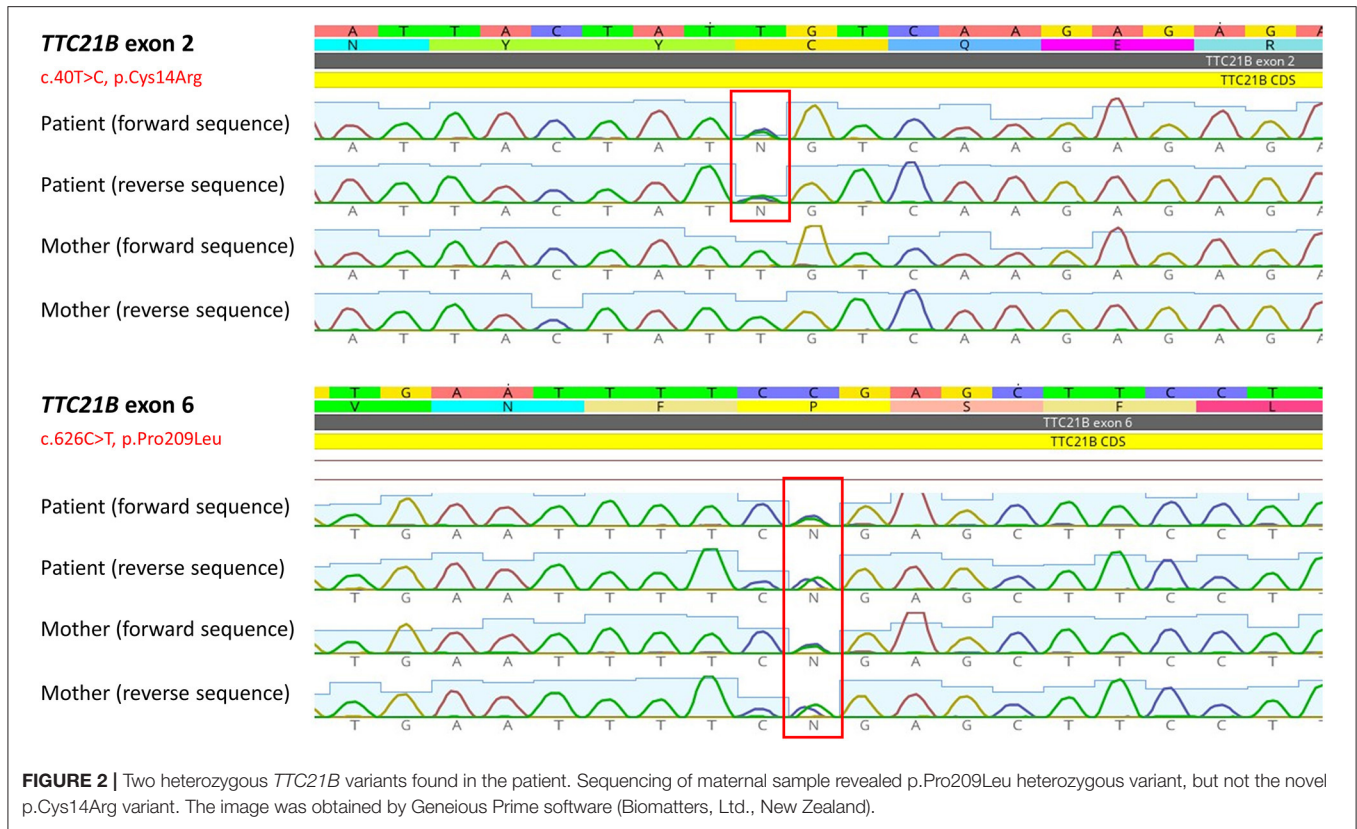 TTC21B exon 2
c.40T>C, p.Cys14Arg
A T T A C T A T T G T C A A G A G A G A
N Y Y C Q E R
TTC21B exon 2
TTC21B CDS
Patient (forward sequence)
A T T A C T A T N G T C A A G A G A G A
Patient (reverse sequence)
A T T A C T A T N G T C A A G A G A G A
Mother (forward sequence)
A T T A C T A T T G T C A A G A G A G A
Mother (reverse sequence)
A T T A C T A T T G T C A A G A G A G A
TTC21B exon 6
c.626C>T, p.Pro209Leu
T G A A T T T T C C G A G C T T C C T T
V N F P S F L
TTC21B exon 6
TTC21B CDS
Patient (forward sequence)
T G A A T T T T C N G A G C T T C C T T
Patient (reverse sequence)
T G A A T T T T C N G A G C T T C C T T
Mother (forward sequence)
T G A A T T T T C N G A G C T T C C T T
Mother (reverse sequence)
T G A A T T T T C N G A G C T T C C T T
FIGURE 2 | Two heterozygous TTC21B variants found in the patient. Sequencing of maternal sample revealed p.Pro209Leu heterozygous variant, but not the novel
p.Cys14Arg variant. The image was obtained by Geneious Prime software (Biomatters, Ltd., New Zealand).